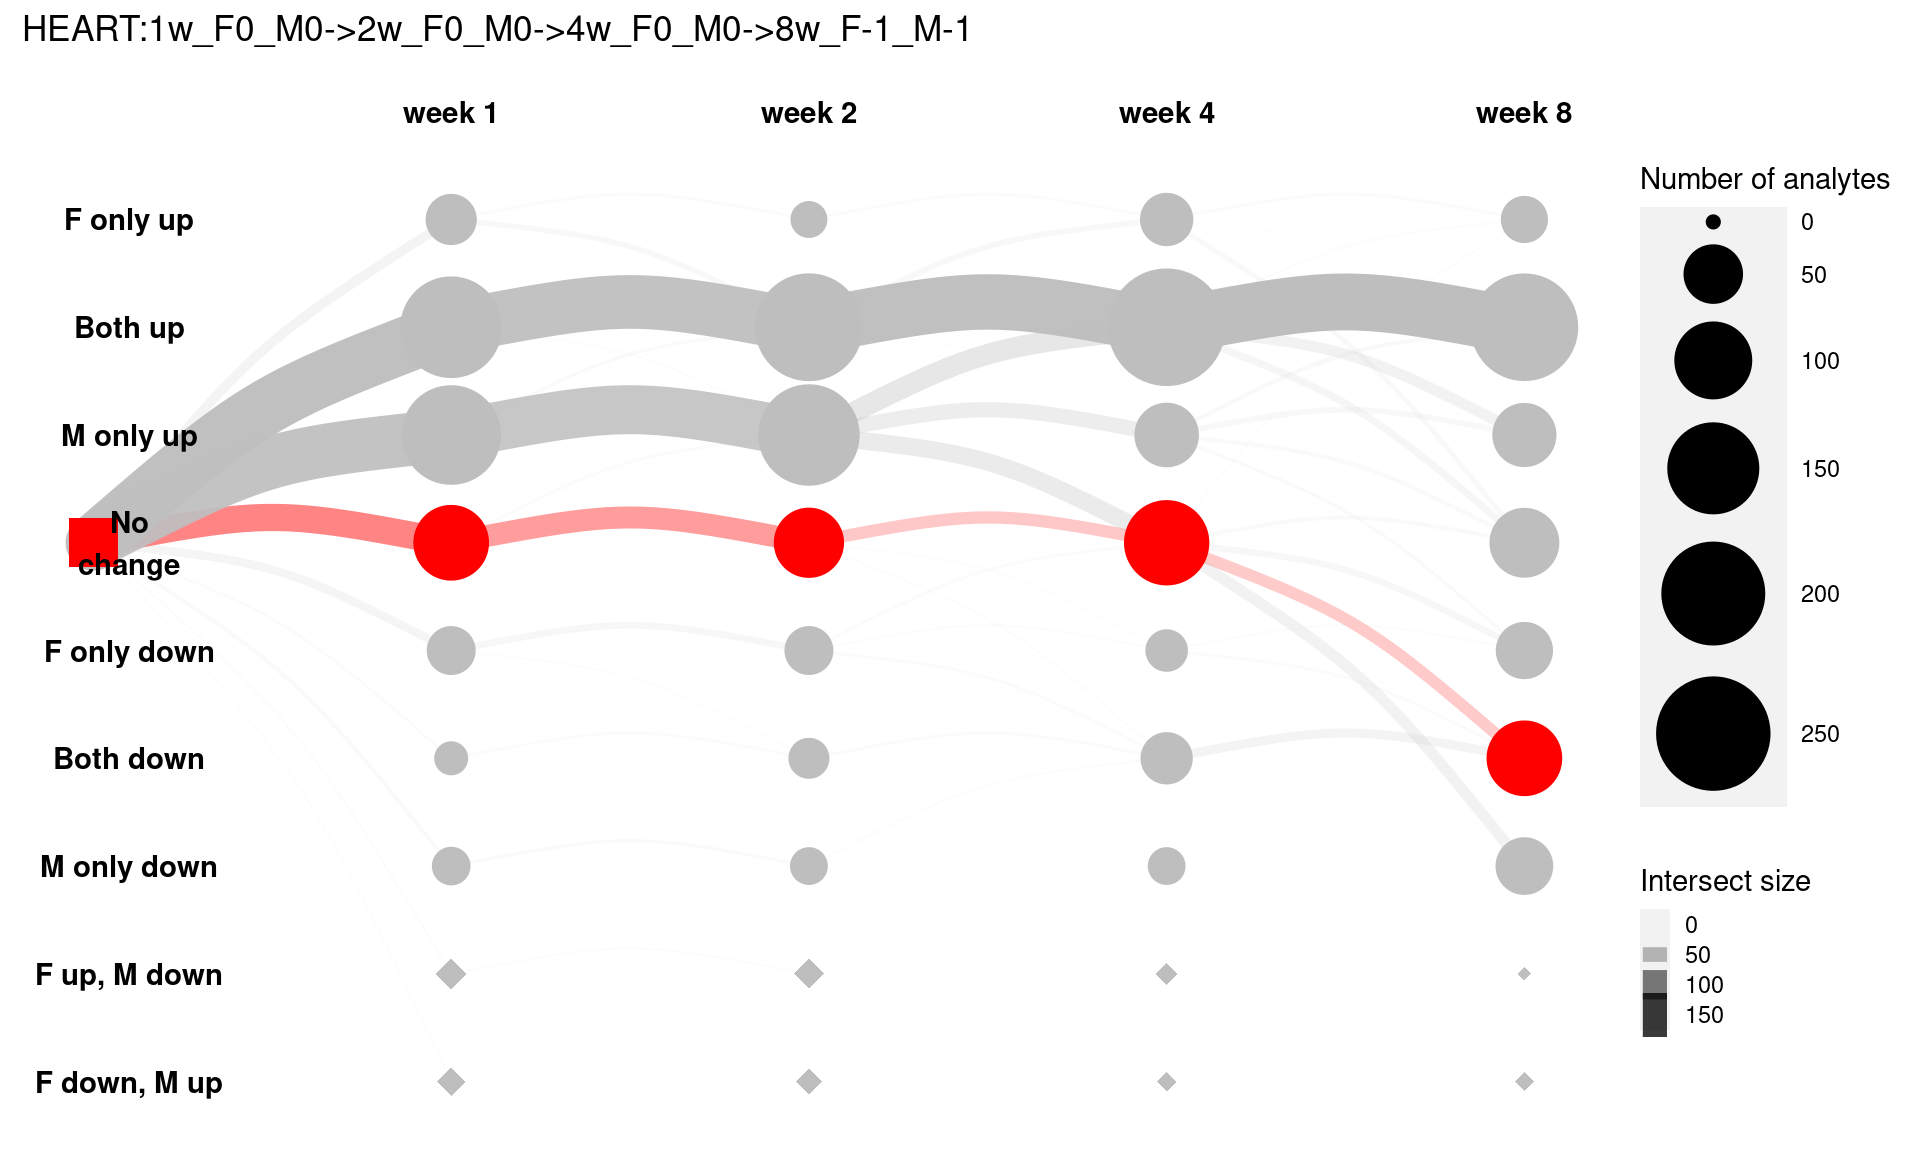 HEART:1w_F0_M0->2w_F0_M0->4w_F0_M0->8w_F-1_M-1
week 1
week 2
week 4
week 8
F only up
Both up
M only up
No
change
F only down
Both down
M only down
F up, M down
F down, M up
Number of analytes
0
50
100
150
200
250
Intersect size
0
50
100
150